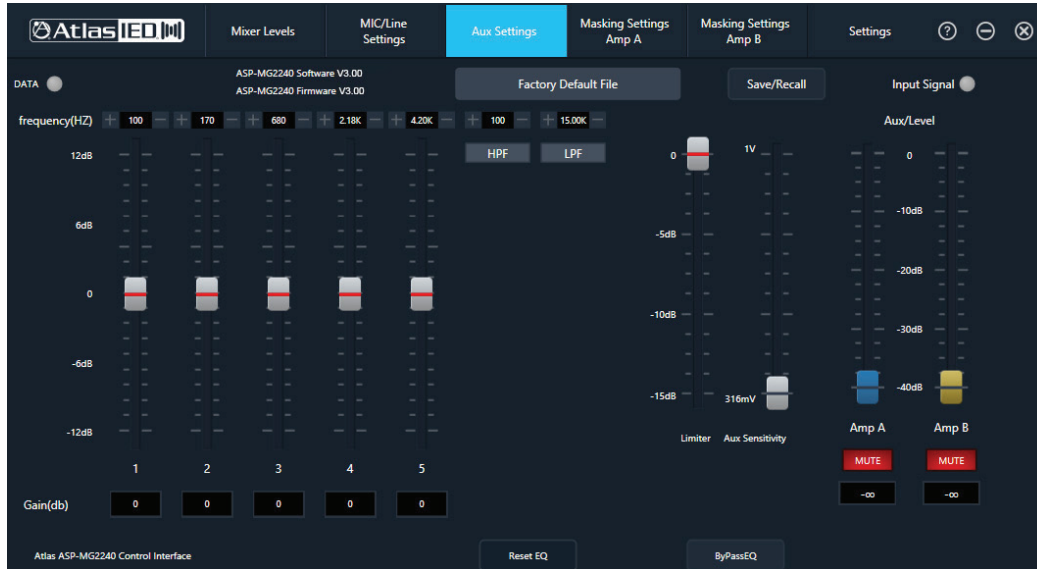 Atlas IED
Mixer Levels
MIC/Line
Settings
Aux Settings
Masking Settings
Amp A
Masking Settings
Amp B
Settings
?
DATA
ASP-MG2240 Software V3.00
ASP-MG2240 Firmware V3.00
Factory Default File
Save/Recall
Input Signal
frequency(HZ) + 100 − + 170 − + 680 − + 2.18K − + 4.20K − + 100 − + 15.00K −
HPF LPF
Aux/Level
12dB
6dB
0
-6dB
-12dB
0
-5dB
-10dB
-15dB
1V
316mV
0
-10dB
-20dB
-30dB
-40dB
Limiter Aux Sensitivity
Amp A Amp B
MUTE MUTE
-∞ -∞
1 2 3 4 5
Gain(db) 0 0 0 0 0
Atlas ASP-MG2240 Control Interface
Reset EQ
ByPassEQ